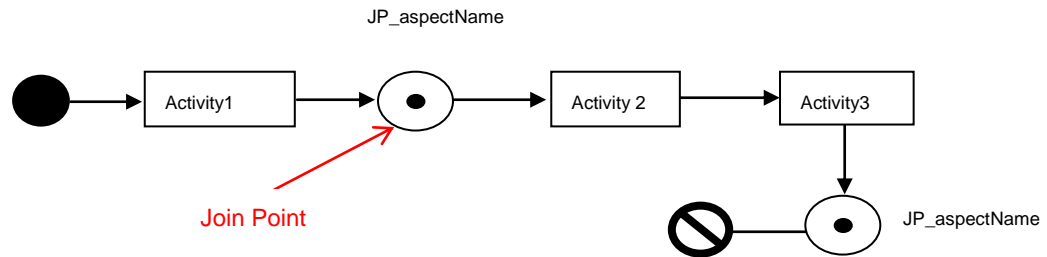 JP_aspectName
Activity1
Activity 2
Activity3
Join Point
JP_aspectName